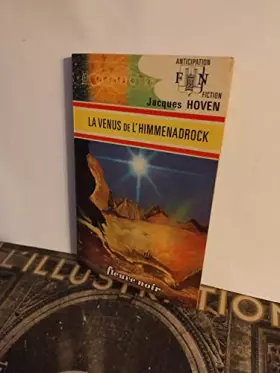 ANTICIPATION
FN
FICTION
Jacques HOVEN
LA VENUS DE L'HIMMENADROCK
fleuve noir
L'ILLUSTRATION